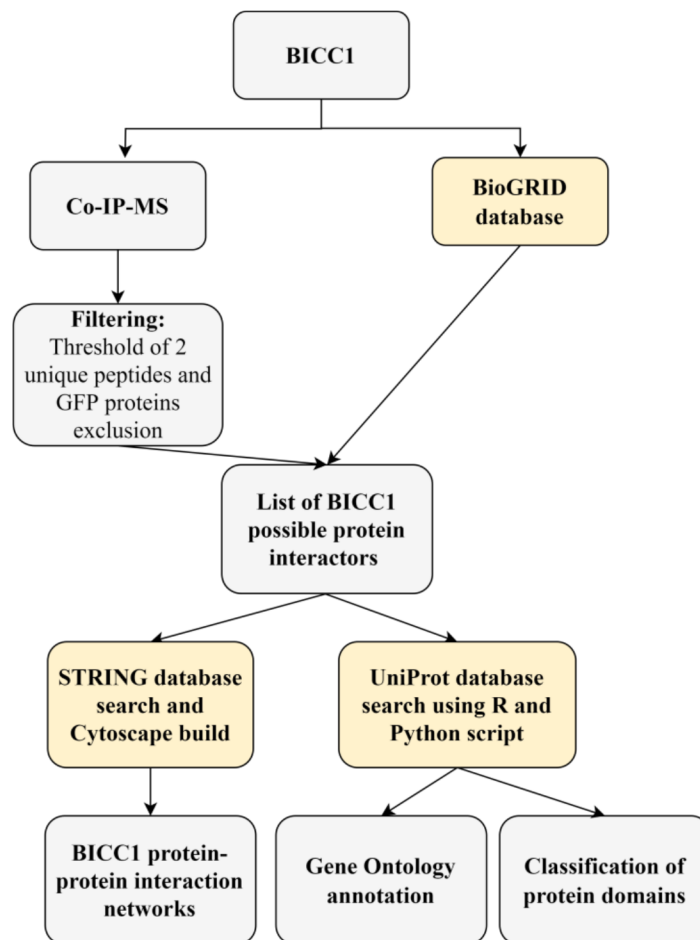 BICC1
Co-IP-MS
BioGRID
database
Filtering:
Threshold of 2
unique peptides and
GFP proteins
exclusion
List of BICC1
possible protein
interactors
STRING database
search and
Cytoscape build
UniProt database
search using R and
Python script
BICC1 protein-
protein interaction
networks
Gene Ontology
annotation
Classification of
protein domains